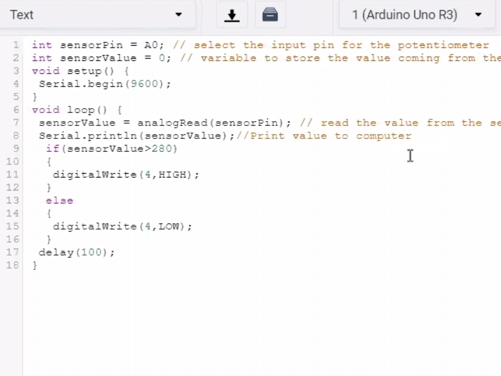 Text
1 (Arduino Uno R3)
1 int sensorPin = A0; // select the input pin for the potentiometer
2 int sensorValue = 0; // variable to store the value coming from the
3 void setup() {
4 Serial.begin(9600);
5 }
6 void loop() {
7 sensorValue = analogRead(sensorPin); // read the value from the se
8 Serial.println(sensorValue);//Print value to computer
9 if(sensorValue>280)
10 {
11 digitalWrite(4,HIGH);
12 }
13 else
14 {
15 digitalWrite(4,LOW);
16 }
17 delay(100);
18 }